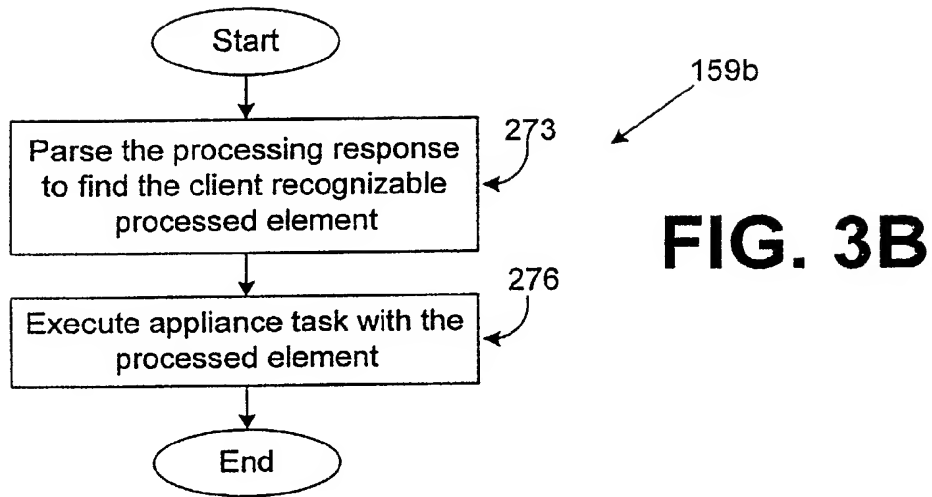 Start
159b
273
Parse the processing response
to find the client recognizable
processed element
FIG. 3B
276
Execute appliance task with the
processed element
End